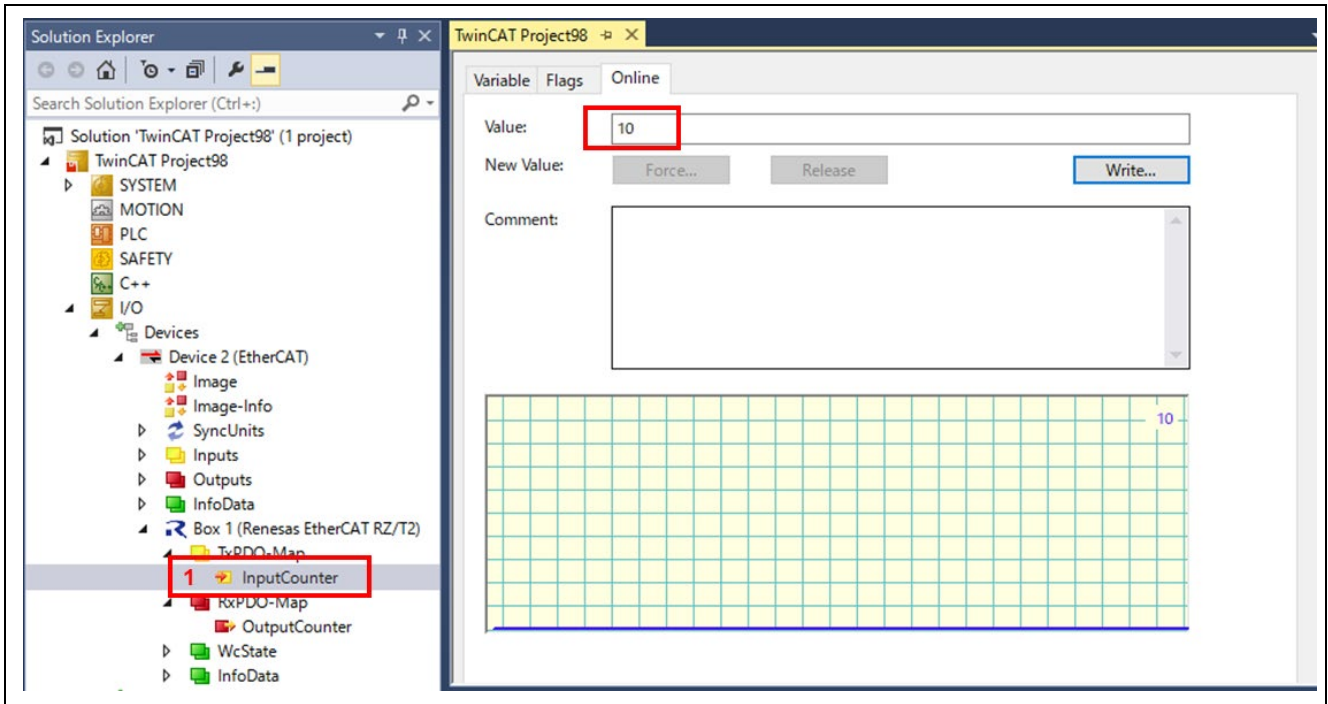 Solution Explorer
Search Solution Explorer (Ctrl+:)
Solution 'TwinCAT Project98' (1 project)
TwinCAT Project98
SYSTEM
MOTION
PLC
SAFETY
C++
I/O
Devices
Device 2 (EtherCAT)
Image
Image-Info
SyncUnits
Inputs
Outputs
InfoData
Box 1 (Renesas EtherCAT RZ/T2)
TxPDO-Map
1 InputCounter
RxPDO-Map
OutputCounter
WcState
InfoData
TwinCAT Project98
Variable Flags Online
Value: 10
New Value: Force... Release Write...
Comment:
10